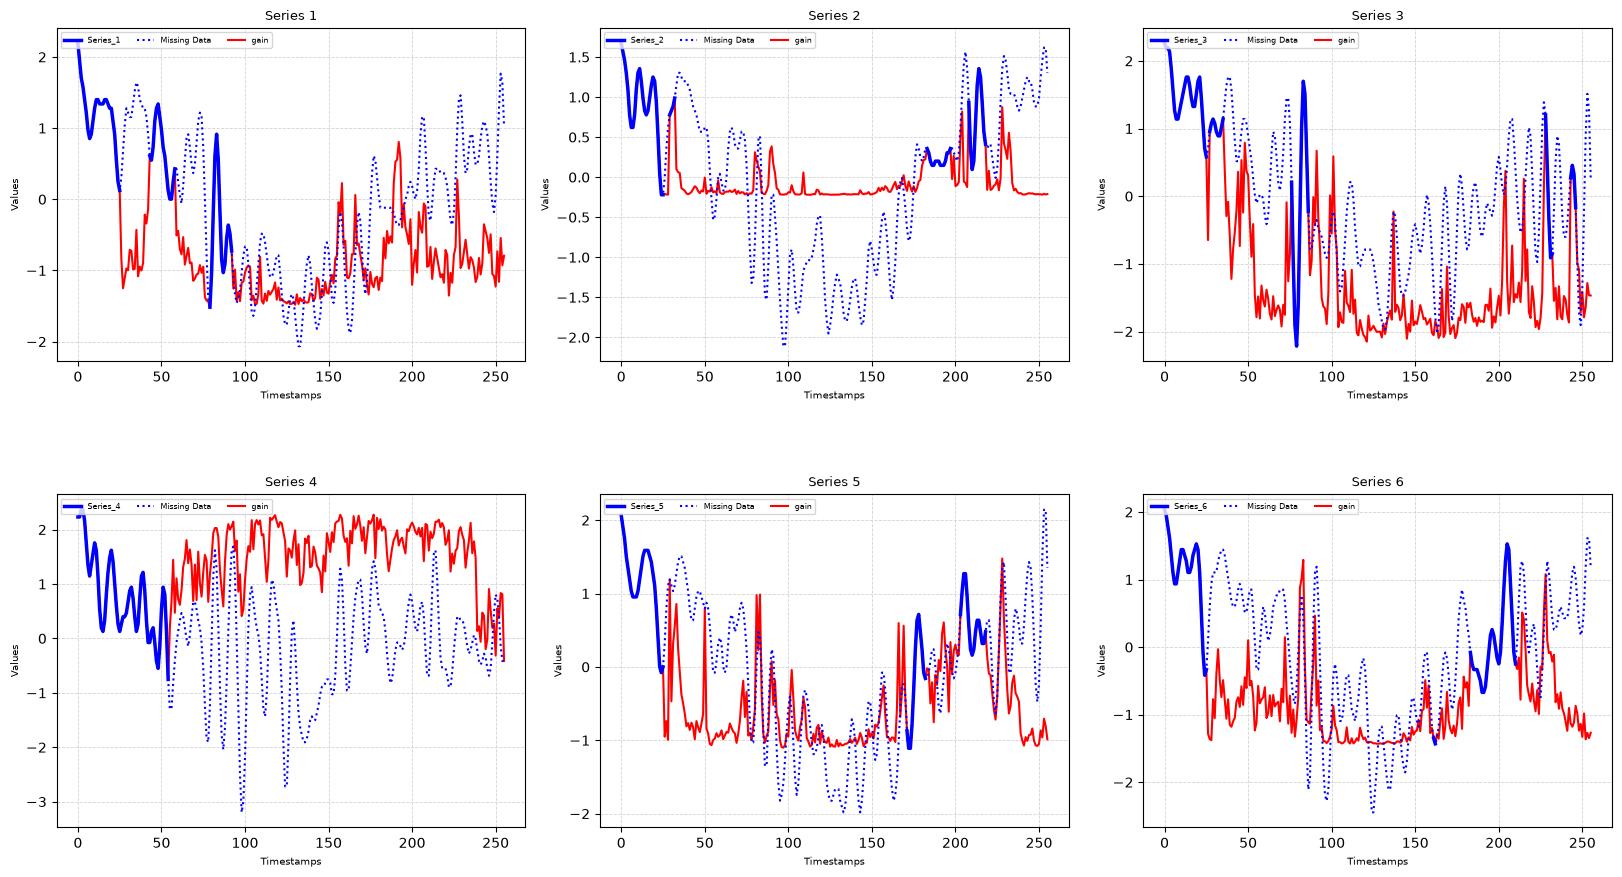 Series 1
Series_1 Missing Data gain
2
1
0
−1
−2
Values
0 50 100 150 200 250
Timestamps
Series 2
Series_2 Missing Data gain
1.5
1.0
0.5
0.0
−0.5
−1.0
−1.5
−2.0
Values
0 50 100 150 200 250
Timestamps
Series 3
Series_3 Missing Data gain
2
1
0
−1
−2
Values
0 50 100 150 200 250
Timestamps
Series 4
Series_4 Missing Data gain
2
1
0
−1
−2
−3
Values
0 50 100 150 200 250
Timestamps
Series 5
Series_5 Missing Data gain
2
1
0
−1
−2
Values
0 50 100 150 200 250
Timestamps
Series 6
Series_6 Missing Data gain
2
1
0
−1
−2
Values
0 50 100 150 200 250
Timestamps